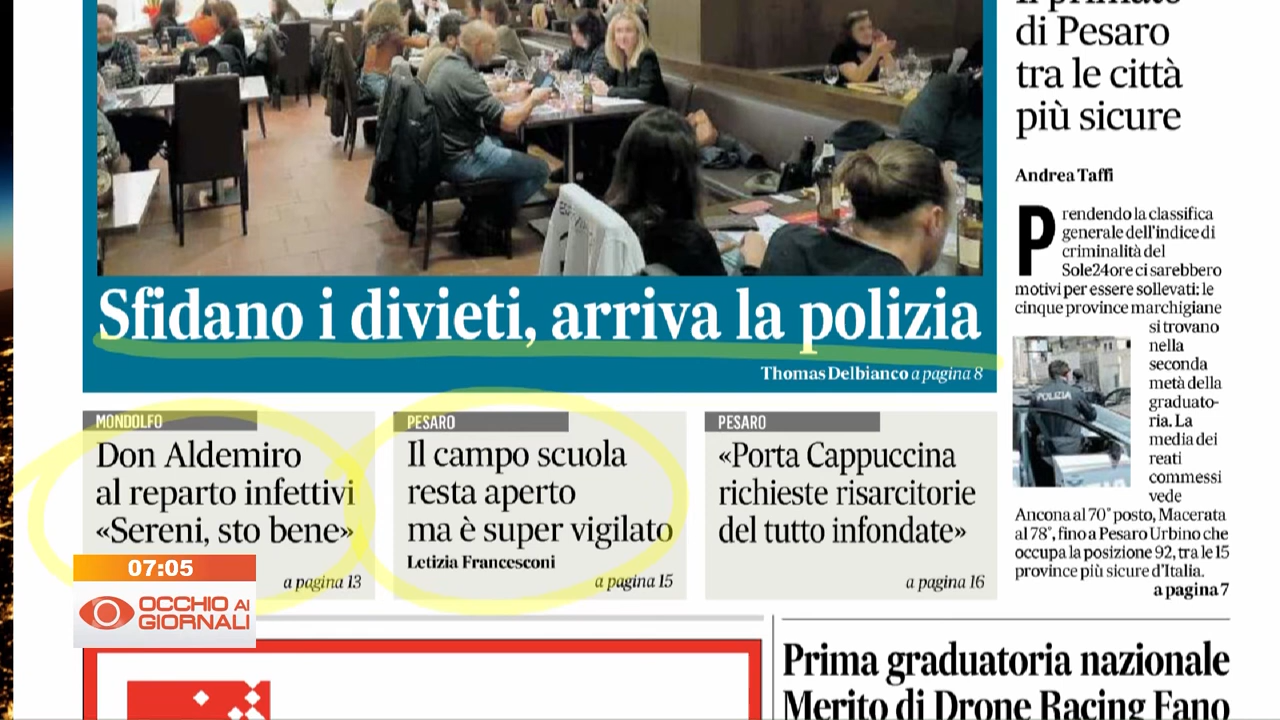 Il primato
di Pesaro
tra le città
più sicure
Andrea Taffi
Prendendo la classifica
generale dell'indice di
criminalità del
Sole24ore ci sarebbero
motivi per essere sollevati: le
cinque province marchigiane
si trovano
nella
seconda
metà della
graduato-
ria. La
media dei
reati
commessi
vede
Ancona al 70° posto, Macerata
al 78°, fino a Pesaro Urbino che
occupa la posizione 92, tra le 15
province più sicure d'Italia.
a pagina 7
POLIZIA
Sfidano i divieti, arriva la polizia
Thomas Delbianco a pagina 8
MONDOLFO
Don Aldemiro
al reparto infettivi
«Sereni, sto bene»
a pagina 13
PESARO
Il campo scuola
resta aperto
ma è super vigilato
Letizia Francesconi
a pagina 15
PESARO
«Porta Cappuccina
richieste risarcitorie
del tutto infondate»
a pagina 16
07:05
OCCHIO AI
GIORNALI
Prima graduatoria nazionale
Merito di Drone Racing Fano